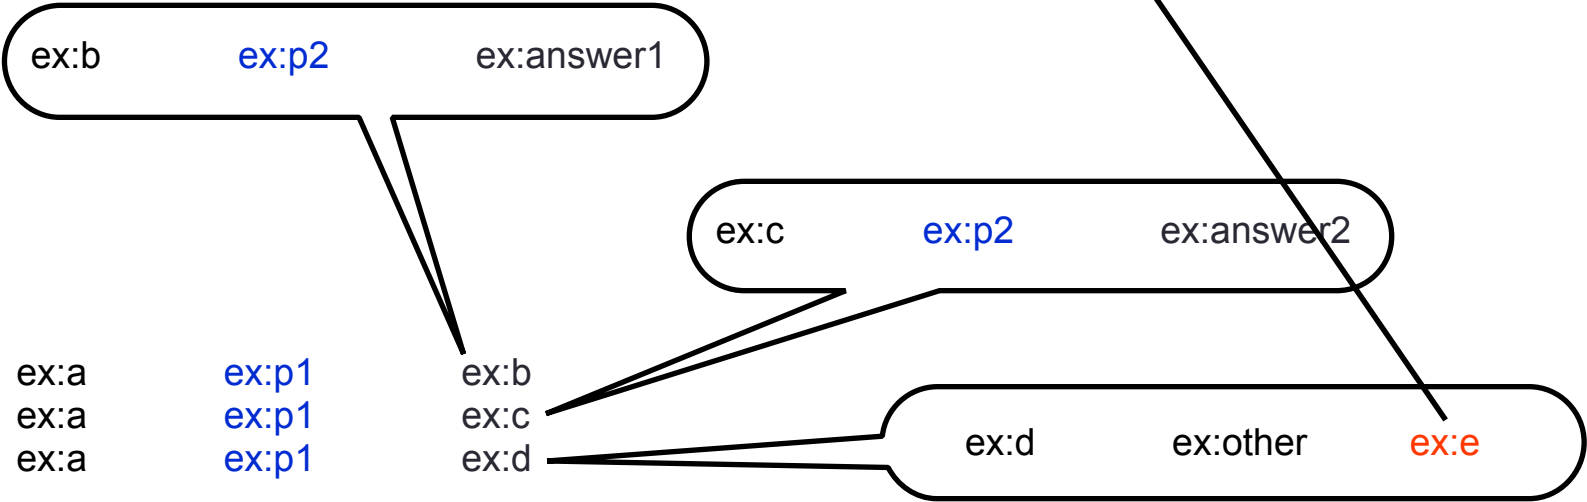 ex:b ex:p2 ex:answer1
ex:c ex:p2 ex:answer2
ex:a ex:p1 ex:b
ex:a ex:p1 ex:c
ex:a ex:p1 ex:d
ex:d ex:other ex:e